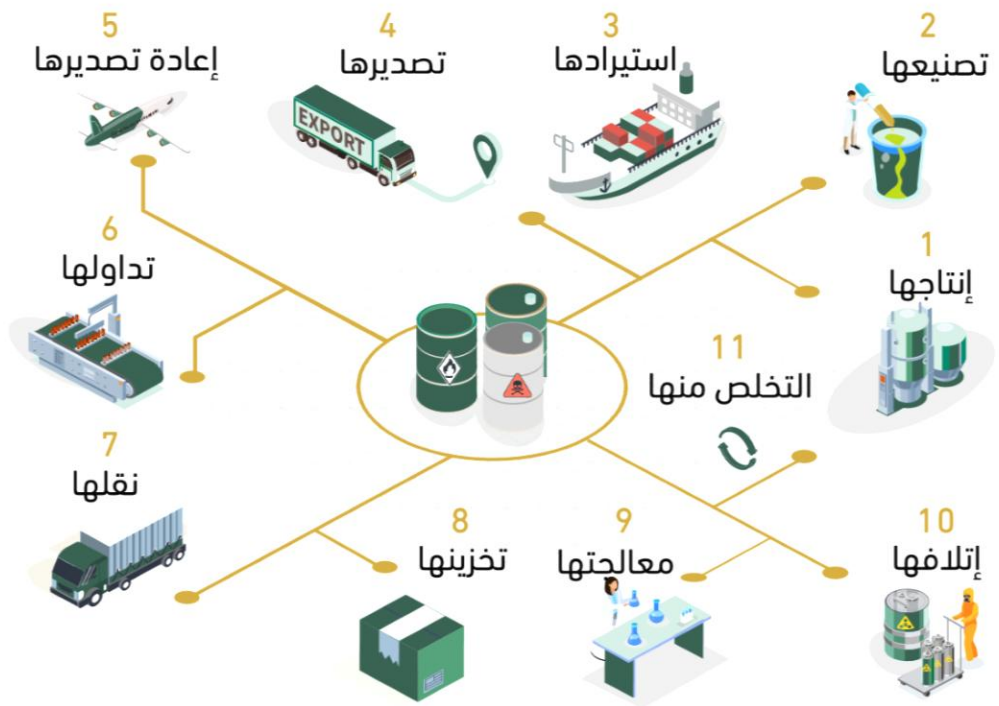 1
إنتاجها
2
تصنيعها
3
استيرادها
4
تصديرها
EXPORT
5
إعادة تصديرها
6
تداولها
7
نقلها
8
تخزينها
9
معالجتها
10
إتلافها
11
التخلص منها